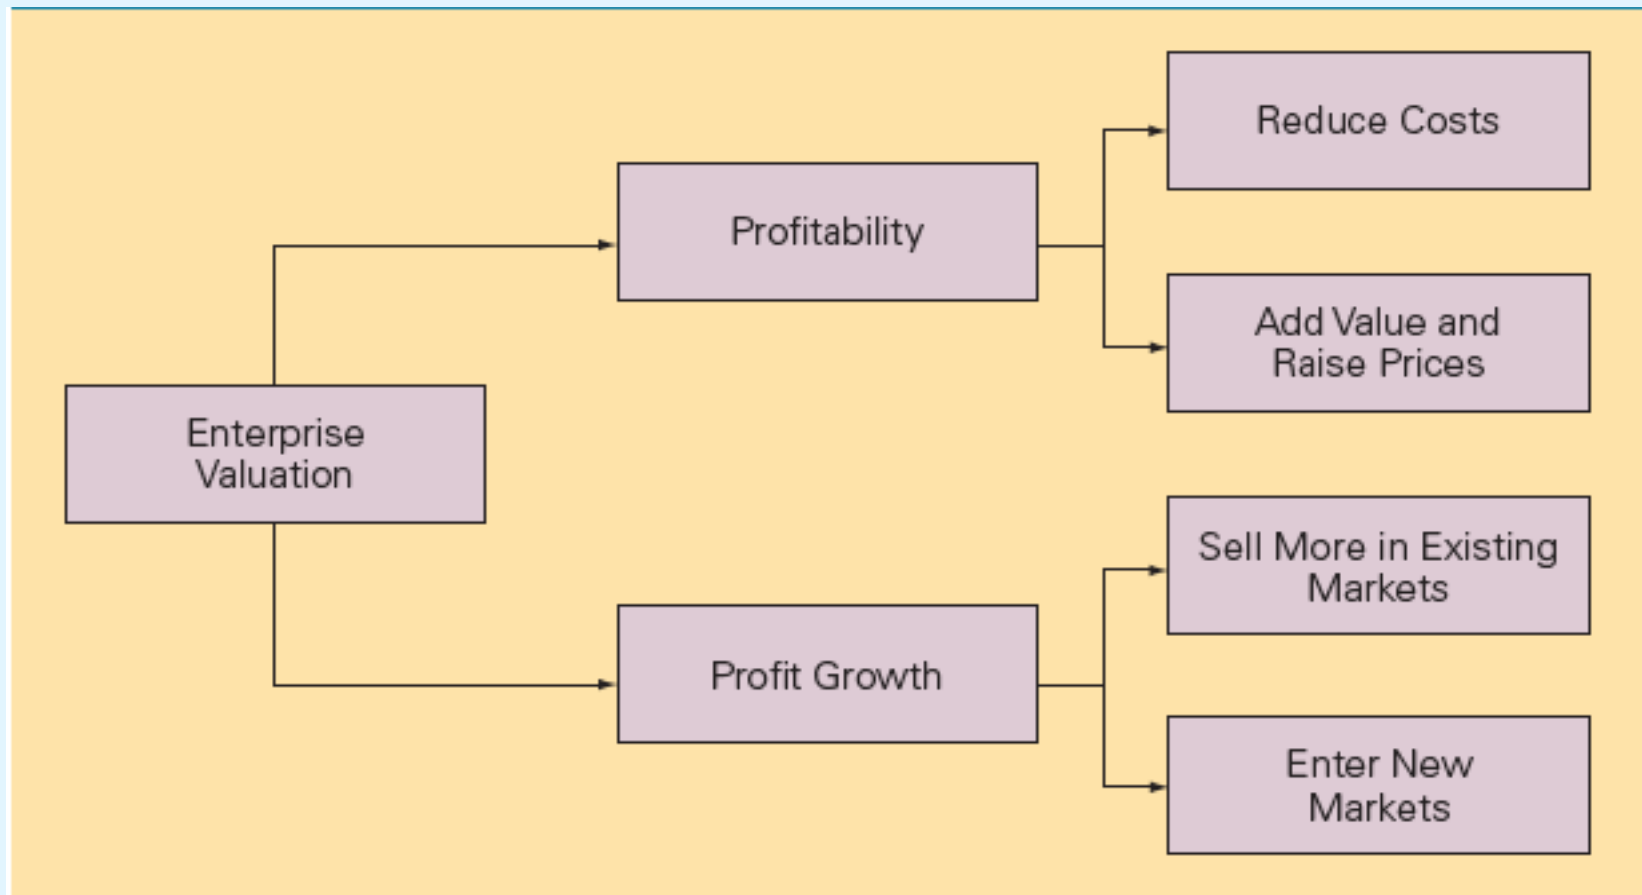 Reduce Costs
Profitability
Add Value and
Raise Prices
Enterprise
Valuation
Sell More in Existing
Markets
Profit Growth
Enter New
Markets